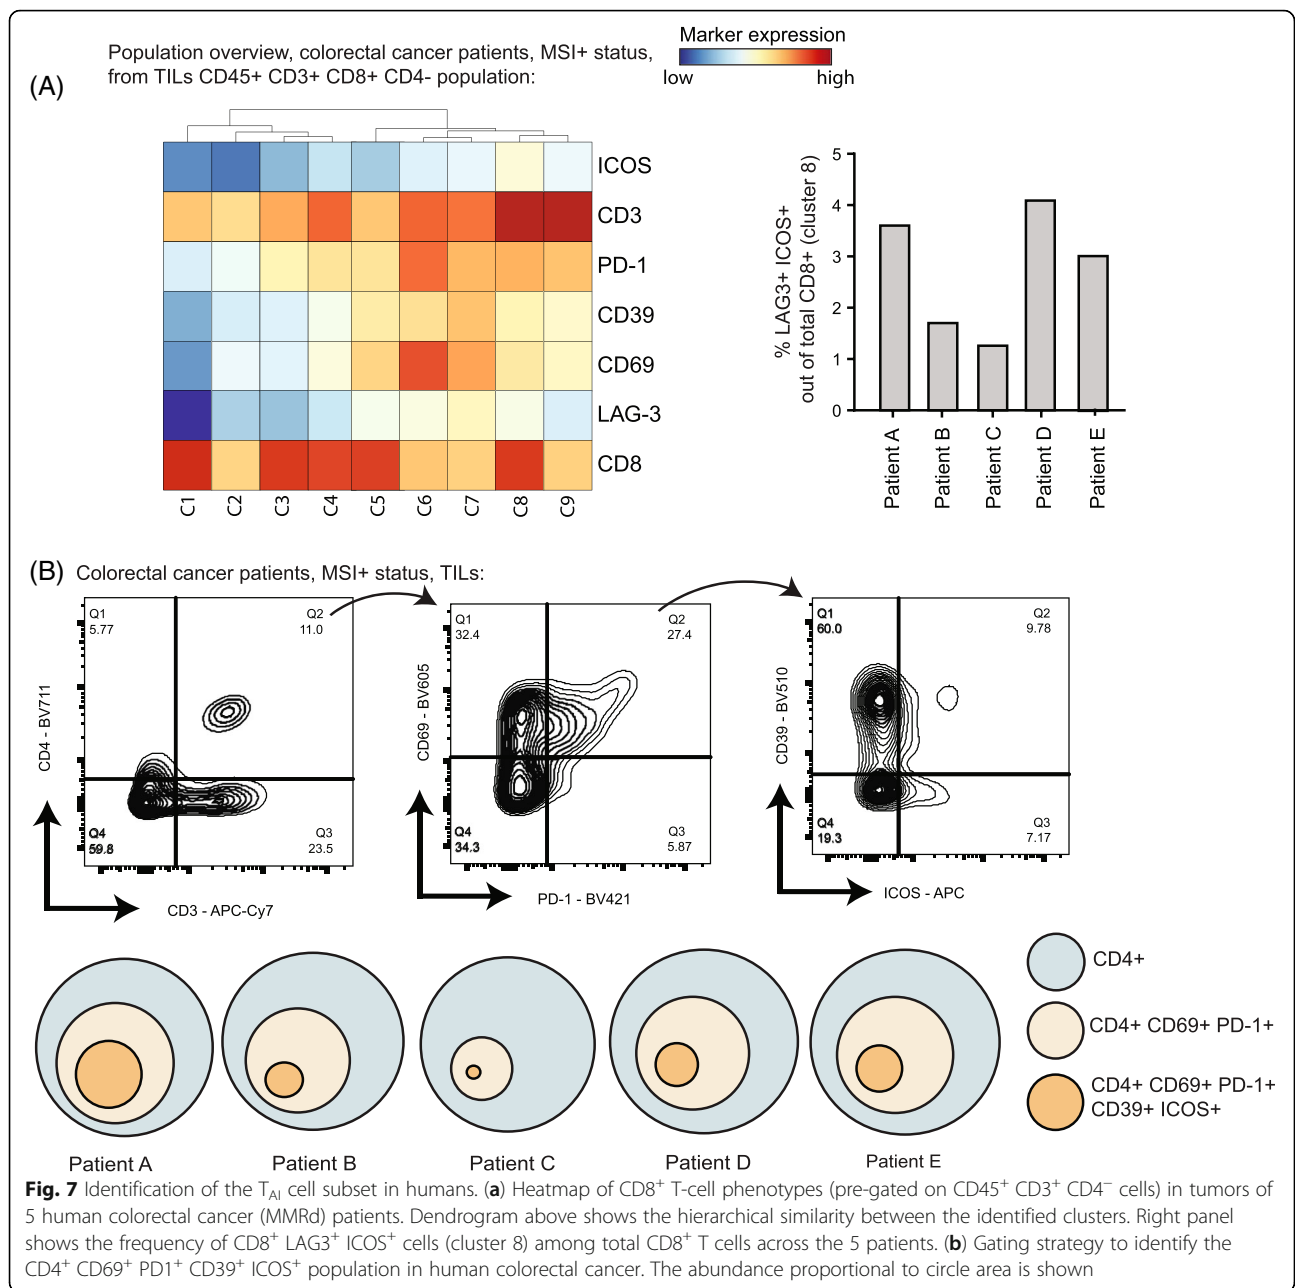 (A)
Population overview, colorectal cancer patients, MSI+ status,
from TILs CD45+ CD3+ CD8+ CD4- population:
Marker expression
low high
ICOS
CD3
PD-1
CD39
CD69
LAG-3
CD8
C1 C2 C3 C4 C5 C6 C7 C8 C9
% LAG3+ ICOS+
out of total CD8+ (cluster 8)
5
4
3
2
1
0
Patient A
Patient B
Patient C
Patient D
Patient E
(B) Colorectal cancer patients, MSI+ status, TILs:
CD4 - BV711
Q1
5.77
Q2
11.0
Q4
59.8
Q3
23.5
CD3 - APC-Cy7
CD69 - BV605
Q1
32.4
Q2
27.4
Q4
34.3
Q3
5.87
PD-1 - BV421
CD39 - BV510
Q1
60.0
Q2
9.78
Q4
19.3
Q3
7.17
ICOS - APC
CD4+
CD4+ CD69+ PD-1+
CD4+ CD69+ PD-1+
CD39+ ICOS+
Patient A Patient B Patient C Patient D Patient E
Fig. 7 Identification of the TAI cell subset in humans. (a) Heatmap of CD8+ T-cell phenotypes (pre-gated on CD45+ CD3+ CD4− cells) in tumors of
5 human colorectal cancer (MMRd) patients. Dendrogram above shows the hierarchical similarity between the identified clusters. Right panel
shows the frequency of CD8+ LAG3+ ICOS+ cells (cluster 8) among total CD8+ T cells across the 5 patients. (b) Gating strategy to identify the
CD4+ CD69+ PD1+ CD39+ ICOS+ population in human colorectal cancer. The abundance proportional to circle area is shown